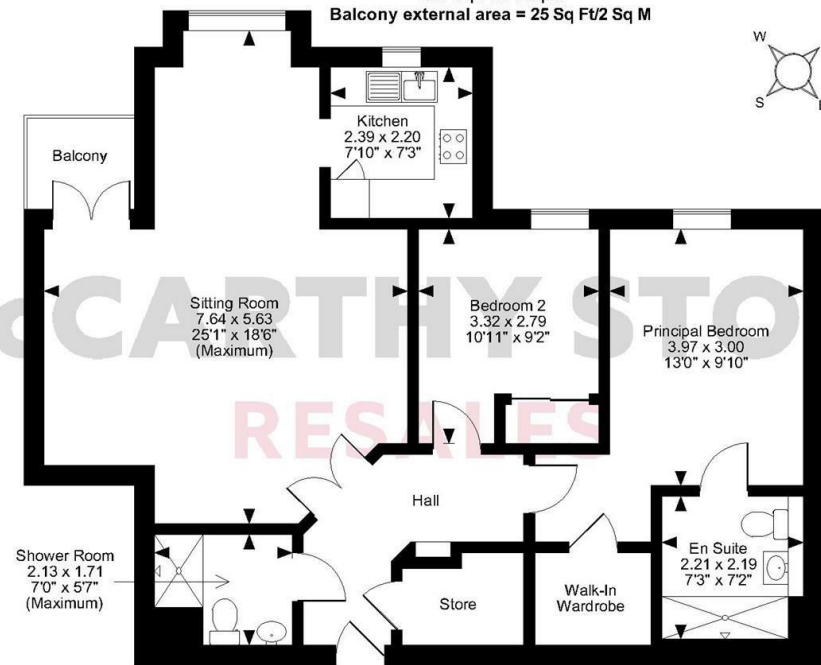 Balcony external area = 25 Sq Ft/2 Sq M
W
S
E
Balcony
Kitchen
2.39 x 2.20
7'10" x 7'3"
Sitting Room
7.64 x 5.63
25'1" x 18'6"
(Maximum)
Bedroom 2
3.32 x 2.79
10'11" x 9'2"
Principal Bedroom
3.97 x 3.00
13'0" x 9'10"
CARTHY STO
RESALES
Hall
Shower Room
2.13 x 1.71
7'0" x 5'7"
(Maximum)
Store
Walk-In
Wardrobe
En Suite
2.21 x 2.19
7'3" x 7'2"